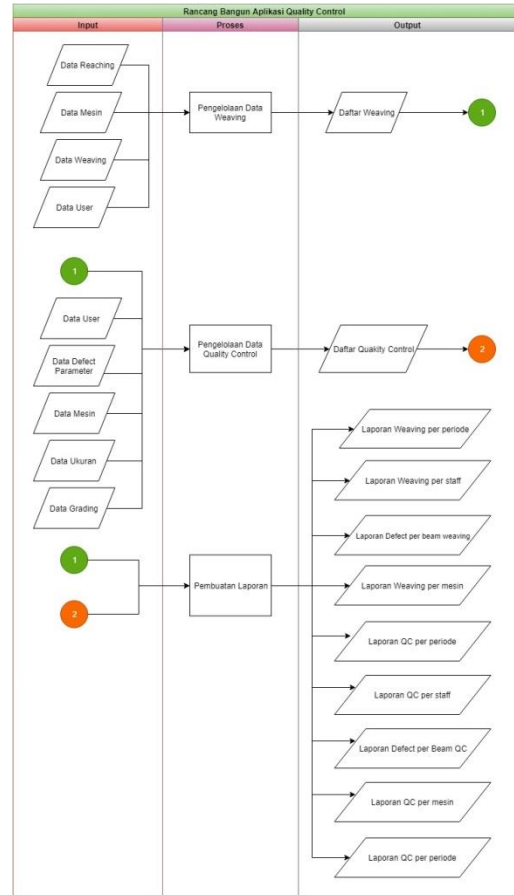 Rancang Bangun Aplikasi Quality Control
Input
Proses
Output
Data Reaching
Data Mesin
Data Weaving
Data User
Pengelolaan Data
Weaving
Daftar Weaving
1
1
Data User
Data Defect
Parameter
Data Mesin
Data Ukuran
Data Grading
Pengeloiaan Data
Quality Control
Daftar Quakity Control
2
1
2
Pembuatan Laporan
Laporan Weaving per periode
Laporan Weaving per staff
Laporan Defect per beam weaving
Laporan Weaving per mesin
Laporan QC per periode
Laporan QC per staff
Laporan Defect per Beam QC
Laporan QC per mesin
Laporan QC per periode